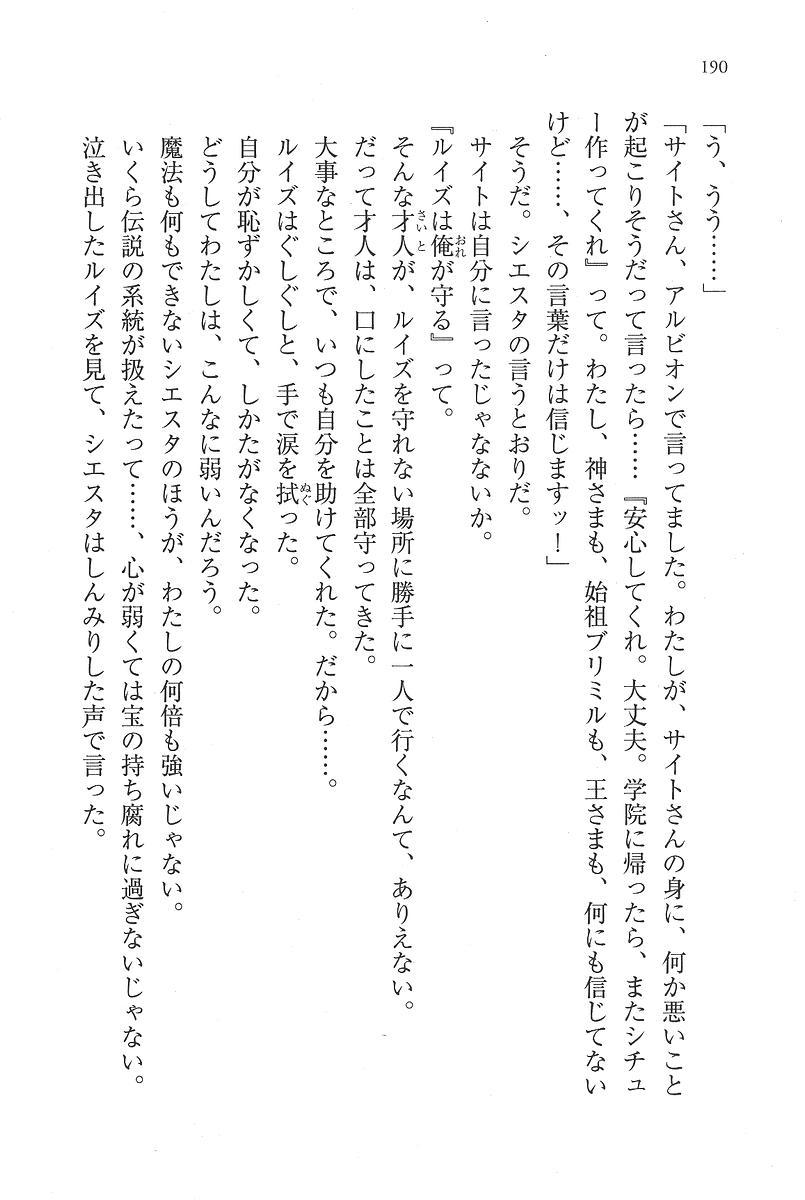 190
「う、うう……」
「サイトさん、アルビオンで言ってました。わたしが、サイトさんの身に、何か悪いこと
が起こりそうだって言ったら……『安心してくれ。大丈夫。学院に帰ったら、またシチュ
ー作ってくれ』って。わたし、神さまも、始祖ブリミルも、王さまも、何にも信じてない
けど……、その言葉だけは信じますッ！」
そうだ。シエスタの言うとおりだ。
サイトは自分に言ったじゃなないか。
『ルイズは俺が守る』って。
そんな才人が、ルイズを守れない場所に勝手に一人で行くなんて、ありえない。
だって才人は、口にしたことは全部守ってきた。
大事なところで、いつも自分を助けてくれた。だから……。
ルイズはぐしぐしと、手で涙を拭った。
自分が恥ずかしくて、しかたがなくなった。
どうしてわたしは、こんなに弱いんだろう。
魔法も何もできないシエスタのほうが、わたしの何倍も強いじゃない。
いくら伝説の系統が扱えたって……、心が弱くては宝の持ち腐れに過ぎないじゃない。
泣き出したルイズを見て、シエスタはしんみりした声で言った。